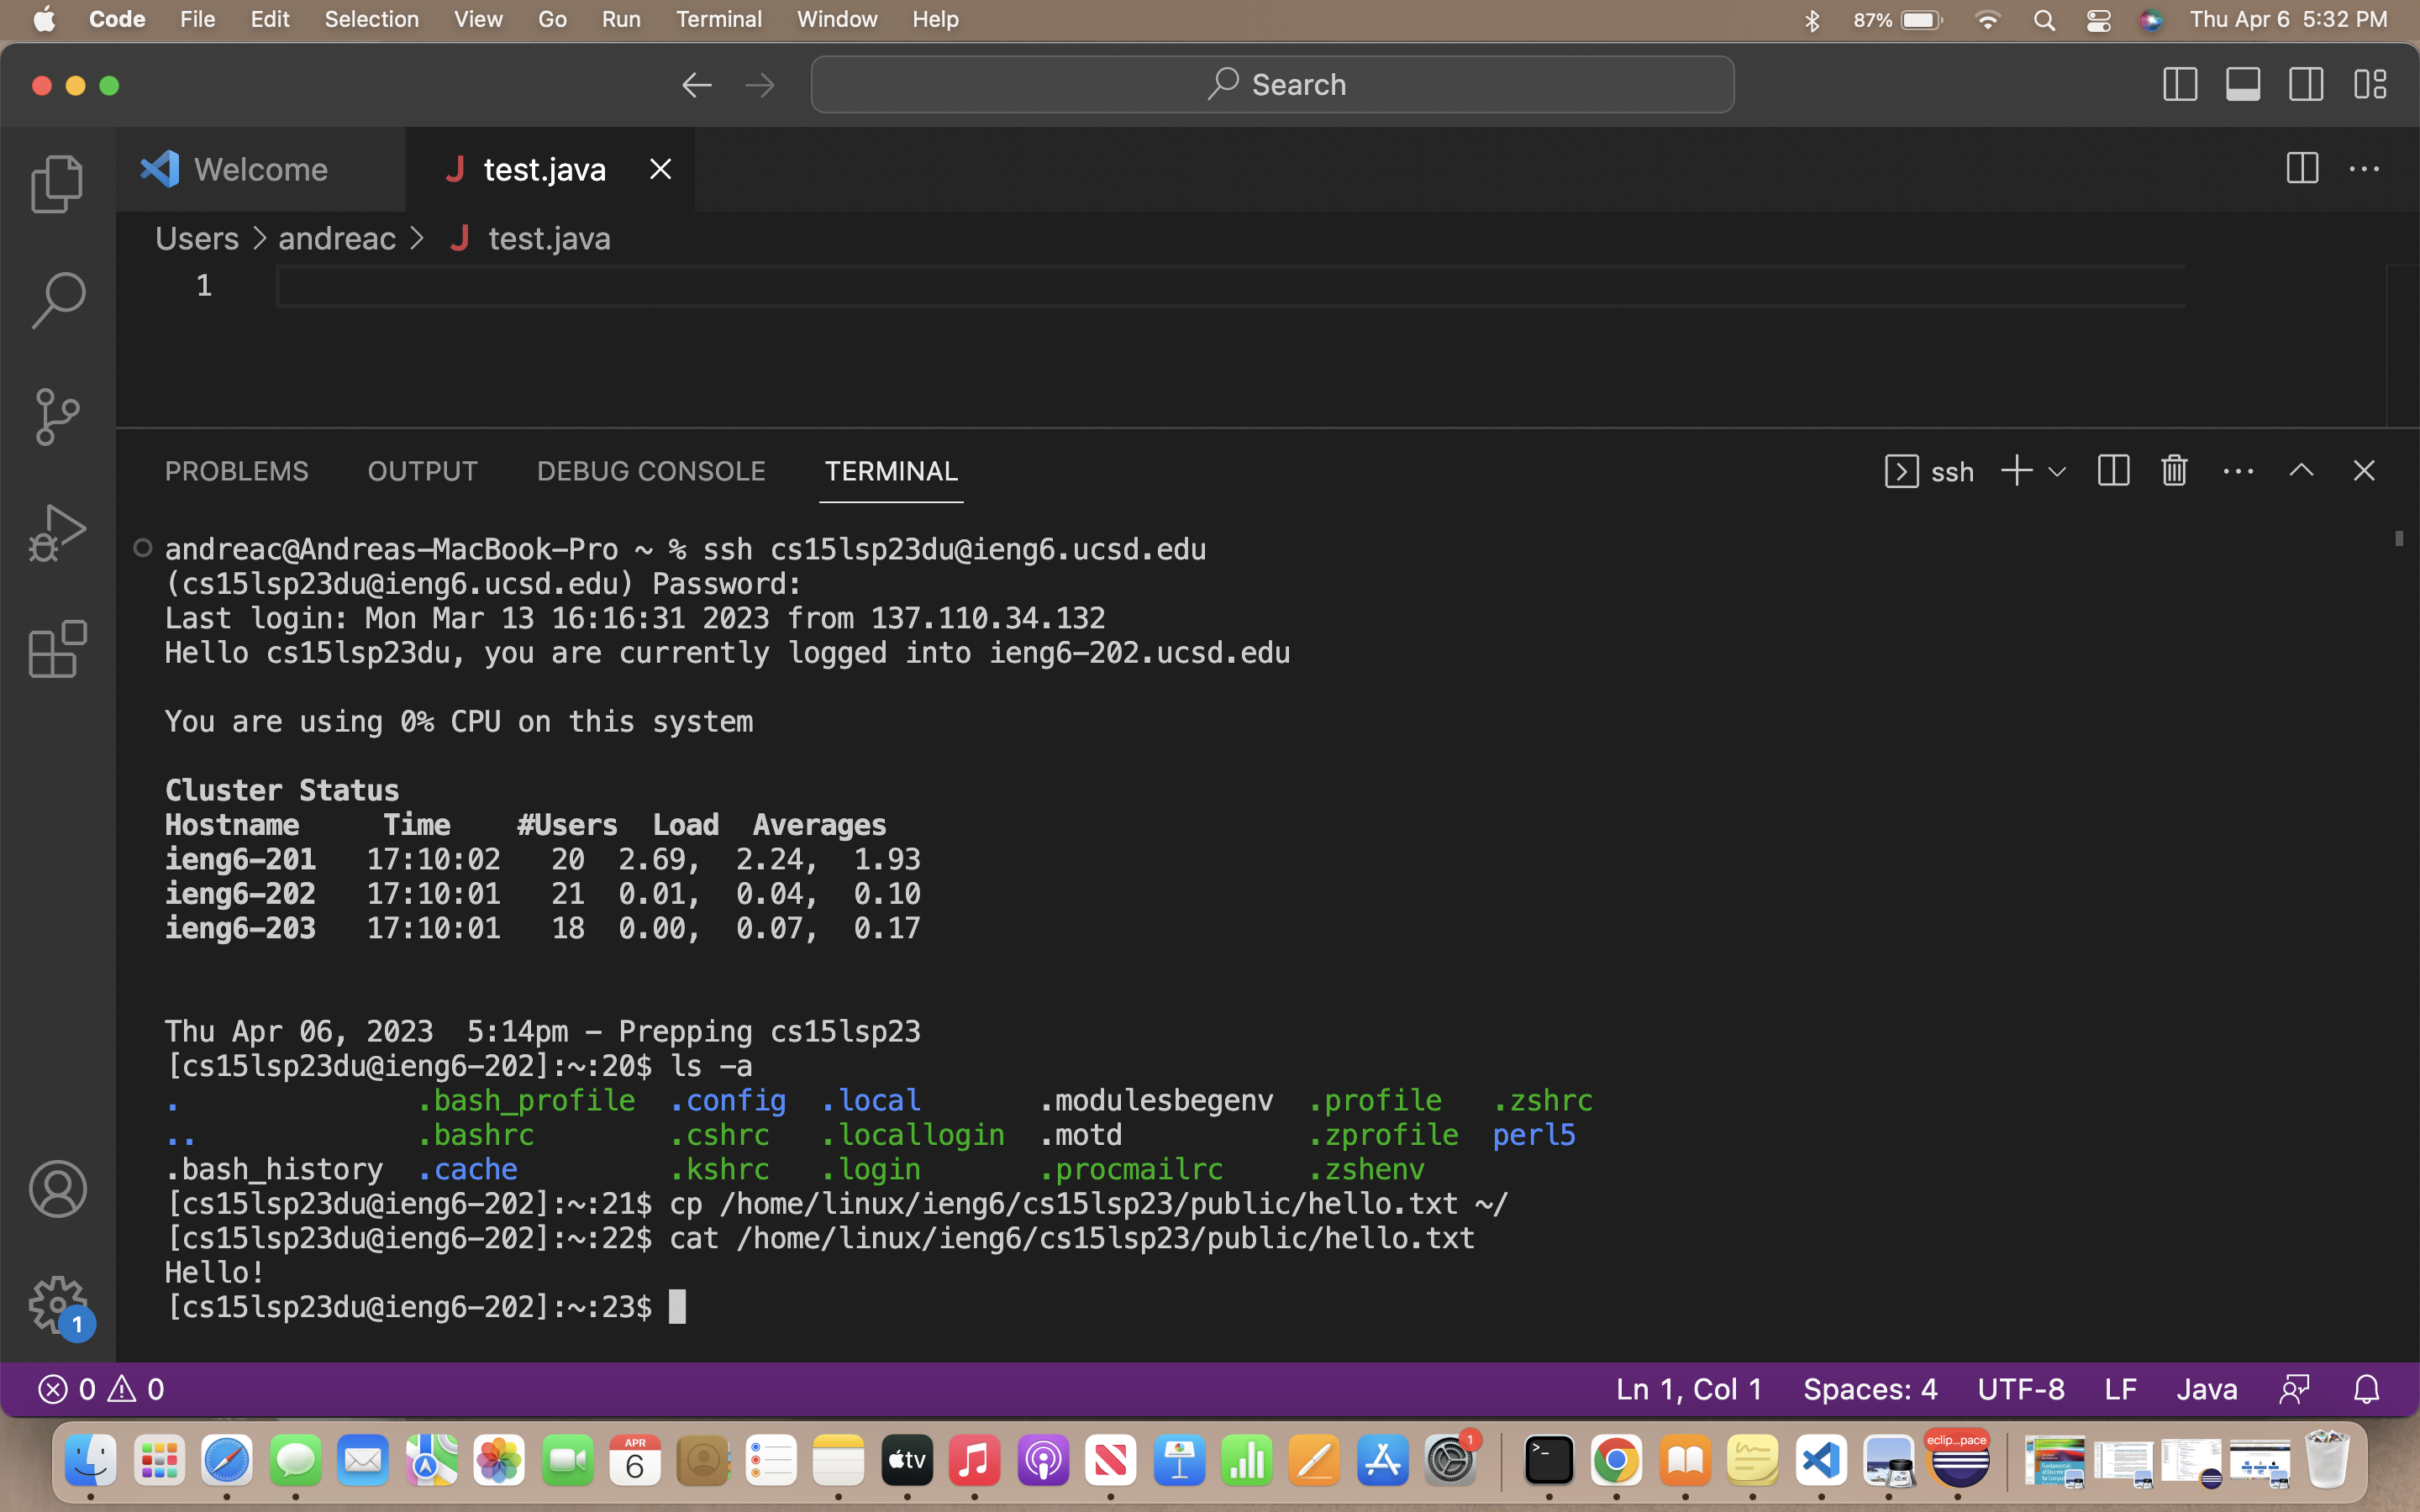 Code File Edit Selection View Go Run Terminal Window Help 87% Thu Apr 6 5:32 PM
Search
Welcome test.java
Users > andreac > test.java
1
PROBLEMS OUTPUT DEBUG CONSOLE TERMINAL ssh
andreac@Andreas-MacBook-Pro ~ % ssh cs15lsp23du@ieng6.ucsd.edu
(cs15lsp23du@ieng6.ucsd.edu) Password:
Last login: Mon Mar 13 16:16:31 2023 from 137.110.34.132
Hello cs15lsp23du, you are currently logged into ieng6-202.ucsd.edu
You are using 0% CPU on this system
Cluster Status
Hostname Time #Users Load Averages
ieng6-201 17:10:02 20 2.69, 2.24, 1.93
ieng6-202 17:10:01 21 0.01, 0.04, 0.10
ieng6-203 17:10:01 18 0.00, 0.07, 0.17
Thu Apr 06, 2023 5:14pm - Prepping cs15lsp23
[cs15lsp23du@ieng6-202]:~:20$ ls -a
. .bash_profile .config .local .modulesbegenv .profile .zshrc
.. .bashrc .cshrc .locallogin .motd .zprofile perl5
.bash_history .cache .kshrc .login .procmailrc .zshenv
[cs15lsp23du@ieng6-202]:~:21$ cp /home/linux/ieng6/cs15lsp23/public/hello.txt ~/
[cs15lsp23du@ieng6-202]:~:22$ cat /home/linux/ieng6/cs15lsp23/public/hello.txt
Hello!
[cs15lsp23du@ieng6-202]:~:23$
1
0 0 Ln 1, Col 1 Spaces: 4 UTF-8 LF Java
APR 6 tv 1 eclip...pace